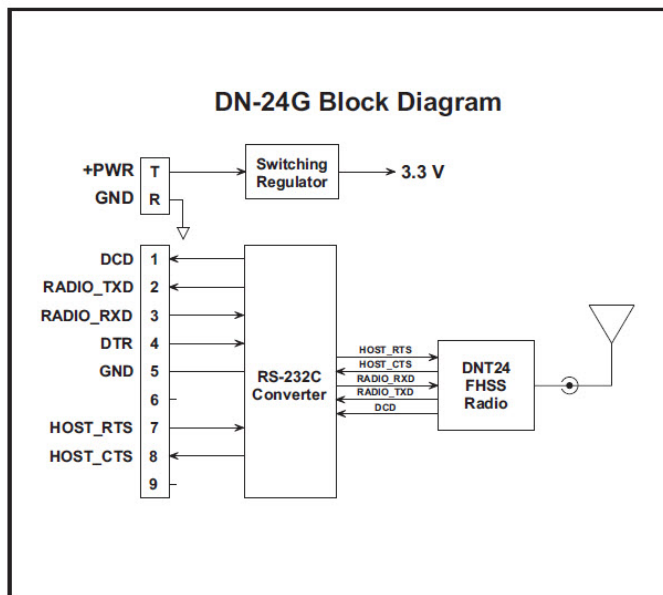 DN-24G Block Diagram
+PWR T
GND R
Switching
Regulator
3.3 V
DCD 1
RADIO_TXD 2
RADIO_RXD 3
DTR 4
GND 5
6
HOST_RTS 7
HOST_CTS 8
9
RS-232C
Converter
HOST_RTS
HOST_CTS
RADIO_RXD
RADIO_TXD
DCD
DNT24
FHSS
Radio